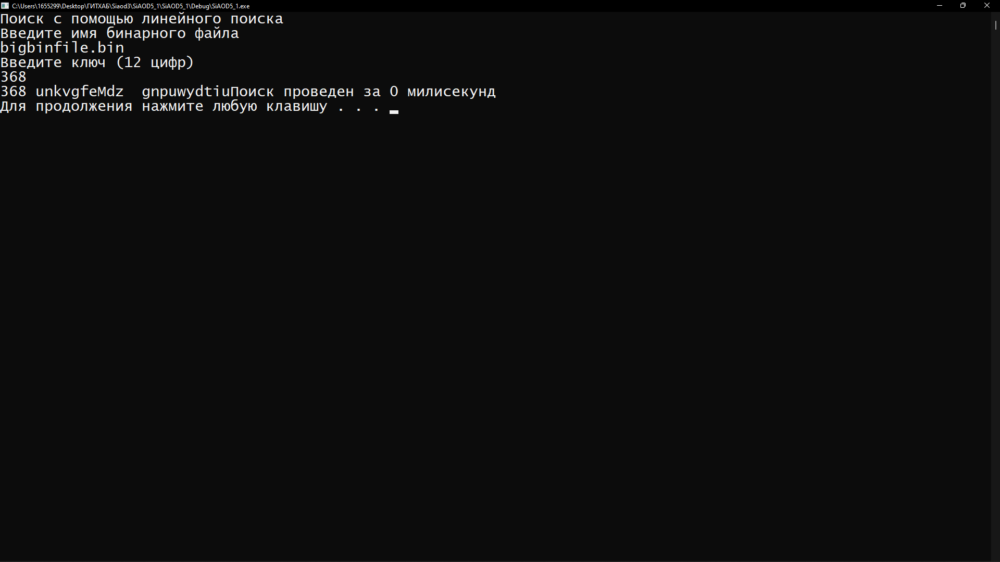 C:\Users\1655299\Desktop\ГИТХАБ\Siaod3\SiAOD5_1\SiAOD5_1\Debug\SiAOD5_1.exe
Поиск с помощью линейного поиска
Введите имя бинарного файла
bigbinfile.bin
Введите ключ (12 цифр)
368
368 unkvgfeMdz  gnpuwydtiuПоиск проведен за 0 милисекунд
Для продолжения нажмите любую клавишу . . .